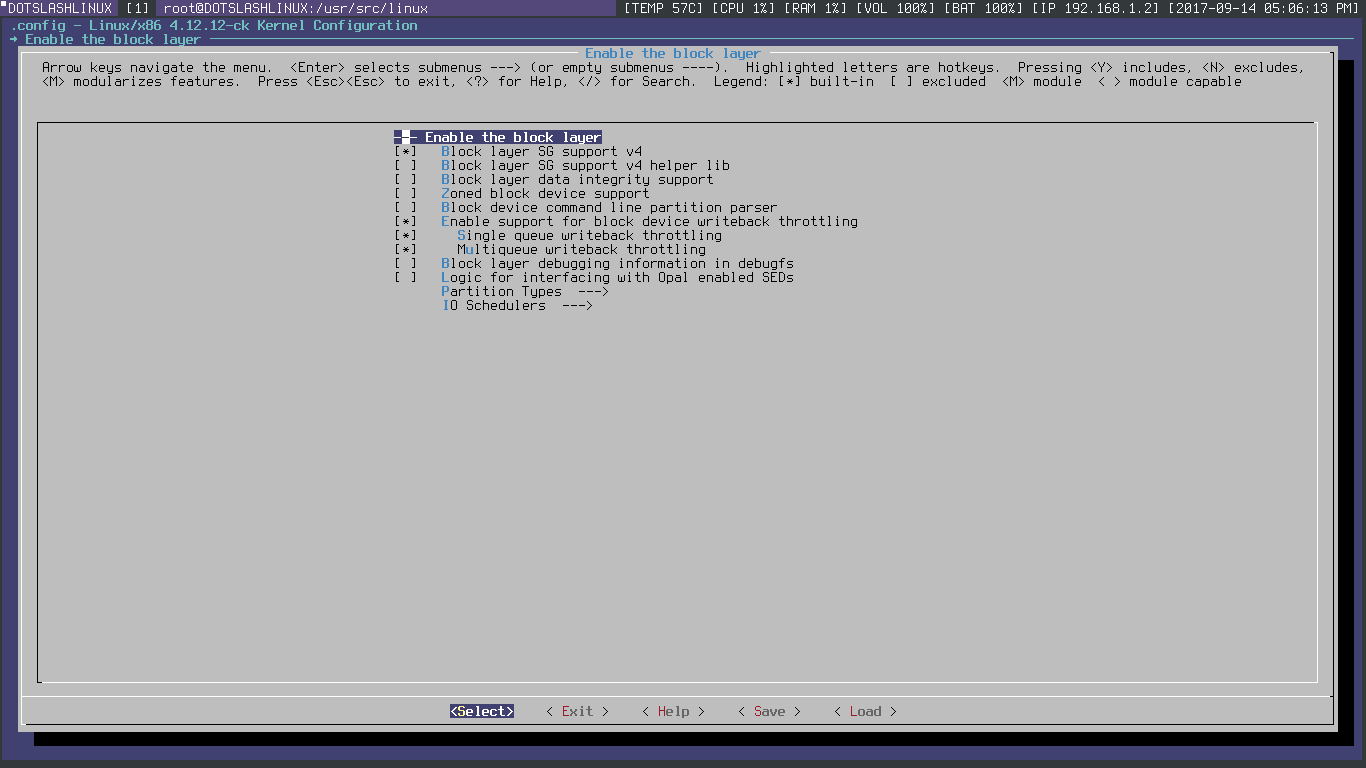 DOTSLASHLINUX [1] root@DOTSLASHLINUX:/usr/src/linux [TEMP 57C] [CPU 1%] [RAM 1%] [VOL 100%] [BAT 100%] [IP 192.168.1.2] [2017-09-14 05:06:13 PM]
.config - Linux/x86 4.12.12-ck Kernel Configuration
→ Enable the block layer
Enable the block layer
Arrow keys navigate the menu. <Enter> selects submenus ---> (or empty submenus ----). Highlighted letters are hotkeys. Pressing <Y> includes, <N> excludes,
<M> modularizes features. Press <Esc><Esc> to exit, <?> for Help, </> for Search. Legend: [*] built-in [ ] excluded <M> module < > module capable
--- Enable the block layer
[*] Block layer SG support v4
[ ] Block layer SG support v4 helper lib
[ ] Block layer data integrity support
[ ] Zoned block device support
[ ] Block device command line partition parser
[*] Enable support for block device writeback throttling
[*] Single queue writeback throttling
[*] Multiqueue writeback throttling
[ ] Block layer debugging information in debugfs
[ ] Logic for interfacing with Opal enabled SEDs
Partition Types --->
IO Schedulers --->
<Select> < Exit > < Help > < Save > < Load >